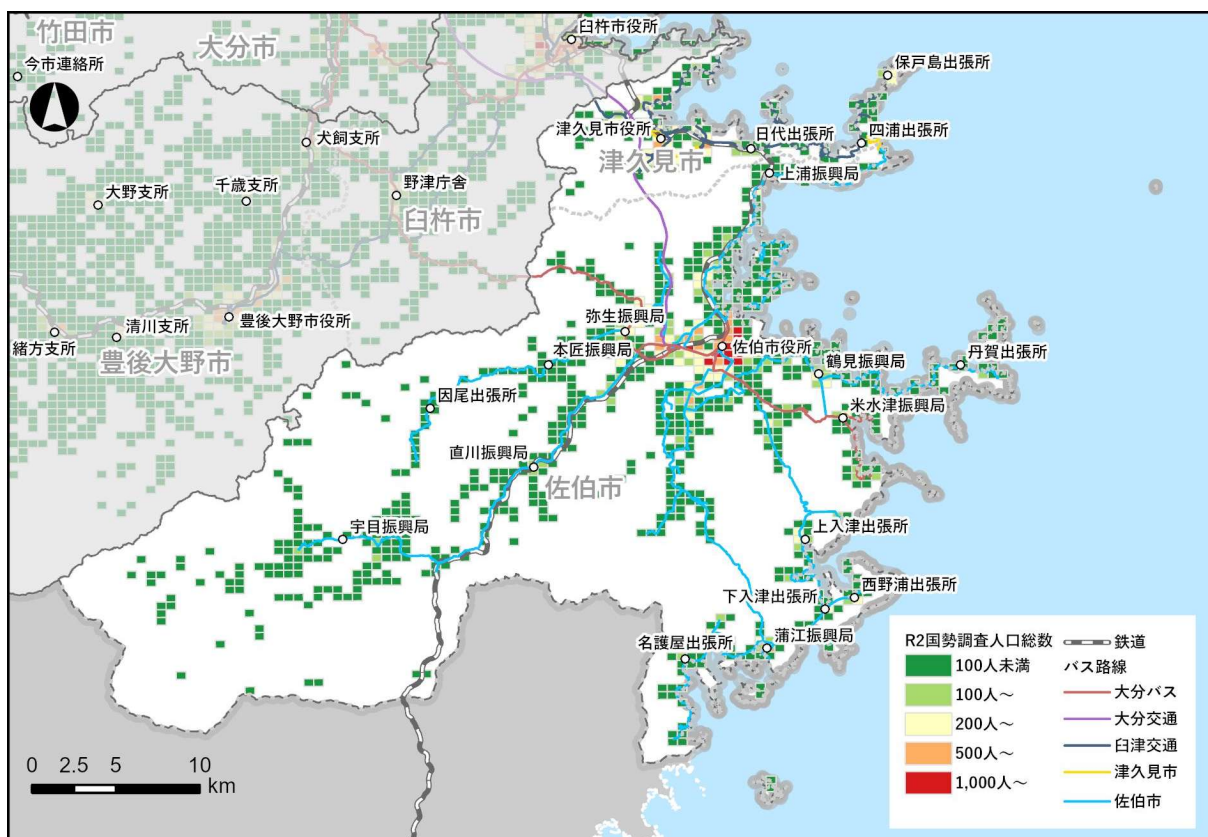 竹田市
大分市
臼杵市役所
今市連絡所
保戸島出張所
犬飼支所
津久見市役所
日代出張所
四浦出張所
津久見市
上浦振興局
大野支所
千歳支所
野津庁舎
臼杵市
清川支所
豊後大野市役所
緒方支所
豊後大野市
弥生振興局
本匠振興局
佐伯市役所
鶴見振興局
丹賀出張所
因尾出張所
米水津振興局
直川振興局
佐伯市
宇目振興局
上入津出張所
下入津出張所
西野浦出張所
名護屋出張所
蒲江振興局
0 2.5 5 10
km
R2国勢調査人口総数
100人未満
100人～
200人～
500人～
1,000人～
鉄道
バス路線
大分バス
大分交通
臼津交通
津久見市
佐伯市